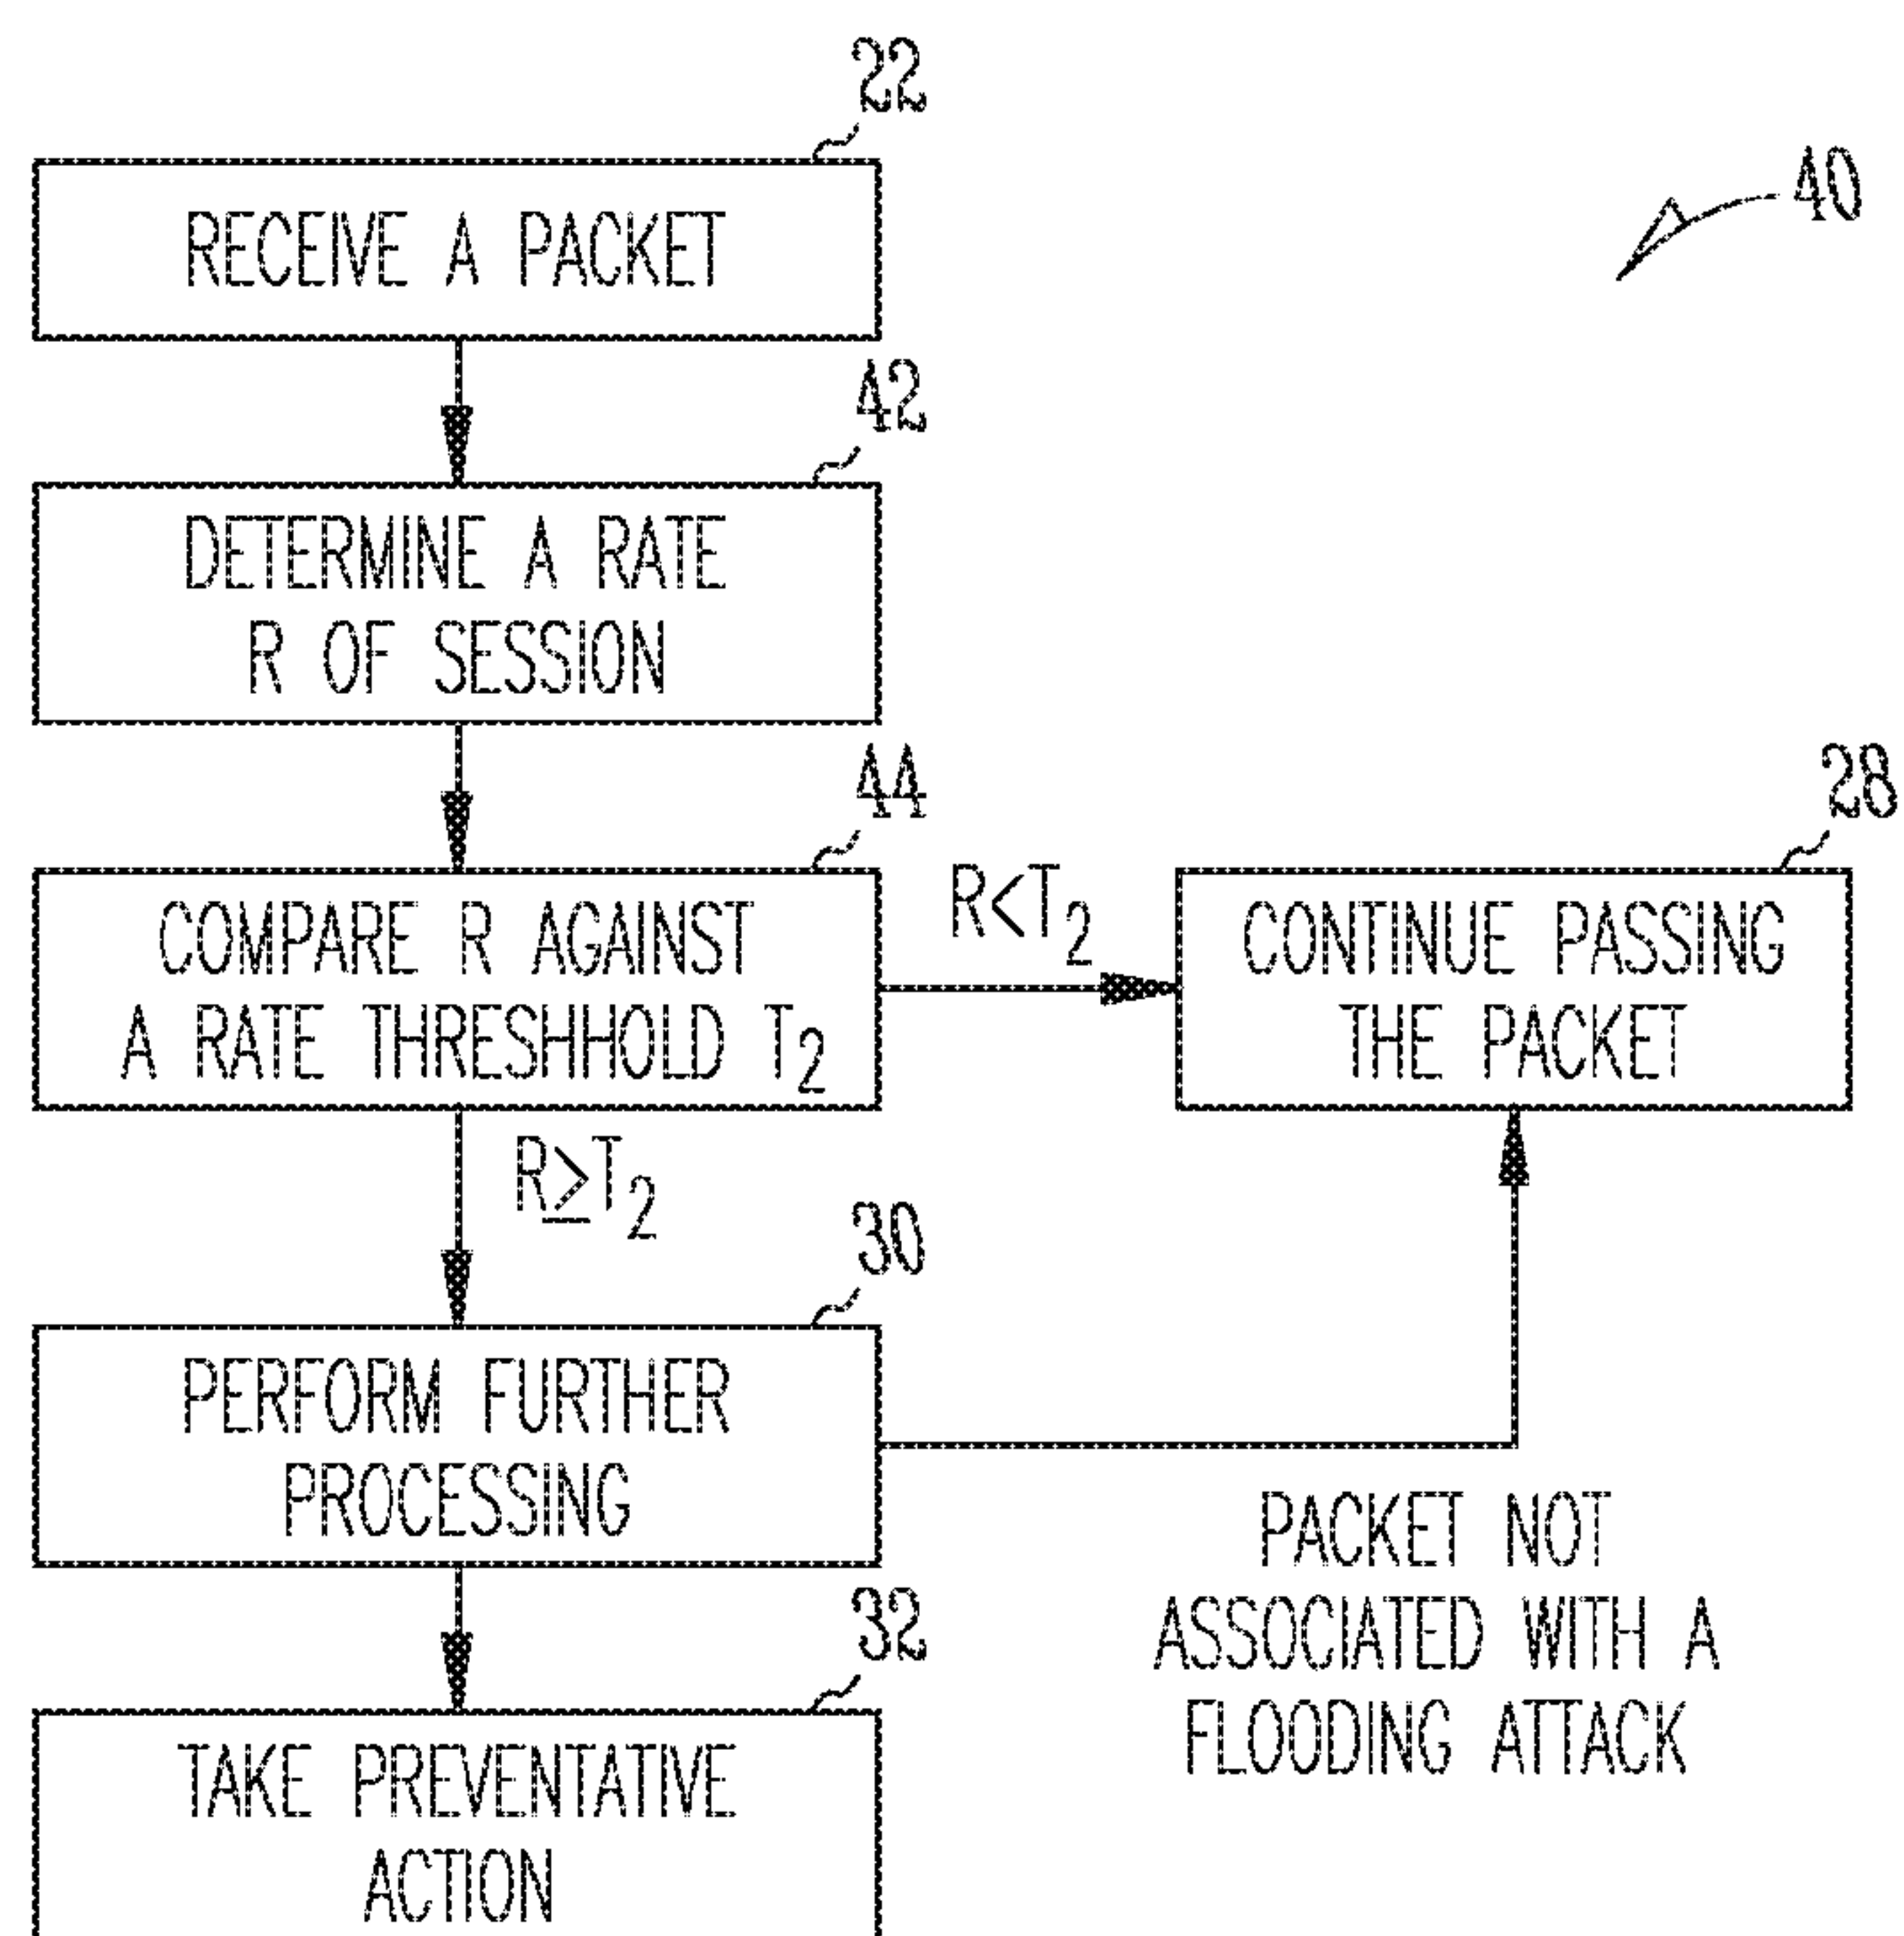 22
RECEIVE A PACKET
40
42
DETERMINE A RATE
R OF SESSION
44
COMPARE R AGAINST
A RATE THRESHHOLD T2
R<T2
28
CONTINUE PASSING
THE PACKET
R≥T2
30
PERFORM FURTHER
PROCESSING
PACKET NOT
ASSOCIATED WITH A
FLOODING ATTACK
32
TAKE PREVENTATIVE
ACTION